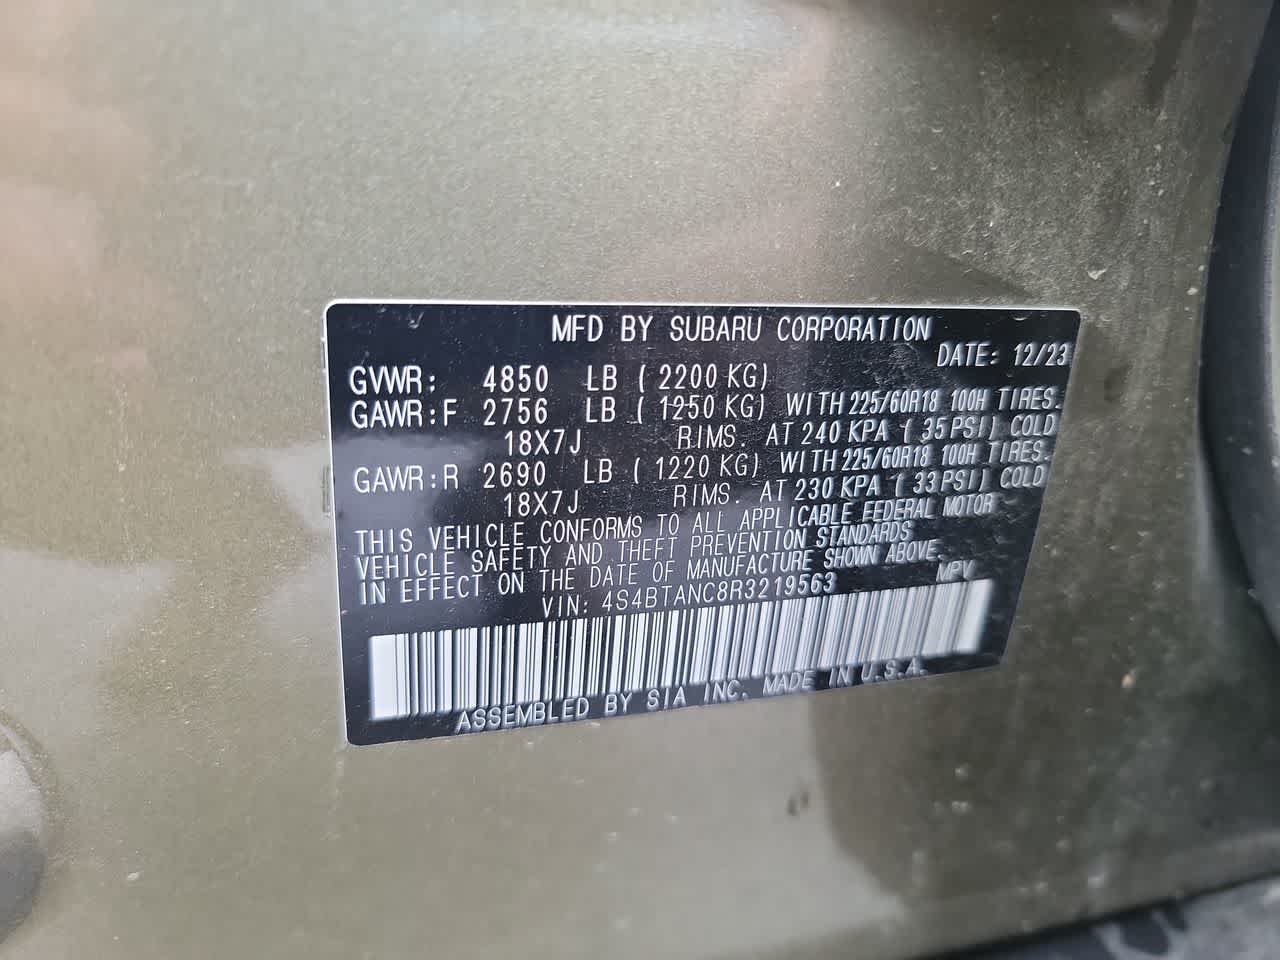 MFD BY SUBARU CORPORATION
DATE: 12/23
GVWR: 4850 LB ( 2200 KG)
GAWR:F 2756 LB ( 1250 KG) WITH 225/60R18 100H TIRES.
18X7J RIMS. AT 240 KPA ( 35 PSI) COLD
GAWR:R 2690 LB ( 1220 KG) WITH 225/60R18 100H TIRES.
18X7J RIMS. AT 230 KPA ( 33 PSI) COLD
THIS VEHICLE CONFORMS TO ALL APPLICABLE FEDERAL MOTOR
VEHICLE SAFETY AND THEFT PREVENTION STANDARDS
IN EFFECT ON THE DATE OF MANUFACTURE SHOWN ABOVE.
VIN: 4S4BTANC8R3219563 MPV
ASSEMBLED BY SIA INC. MADE IN U.S.A.